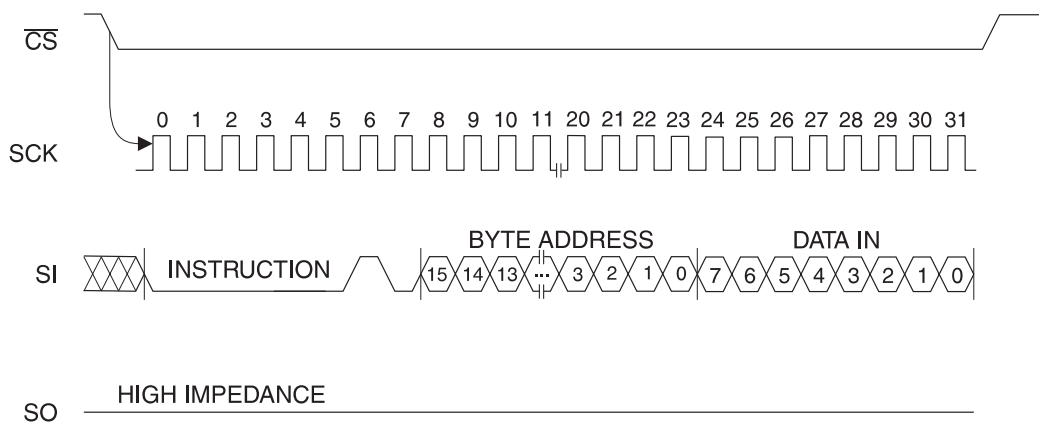 CS
0 1 2 3 4 5 6 7 8 9 10 11 20 21 22 23 24 25 26 27 28 29 30 31
SCK
BYTE ADDRESS DATA IN
SI INSTRUCTION 15 14 13 ... 3 2 1 0 7 6 5 4 3 2 1 0
HIGH IMPEDANCE
SO